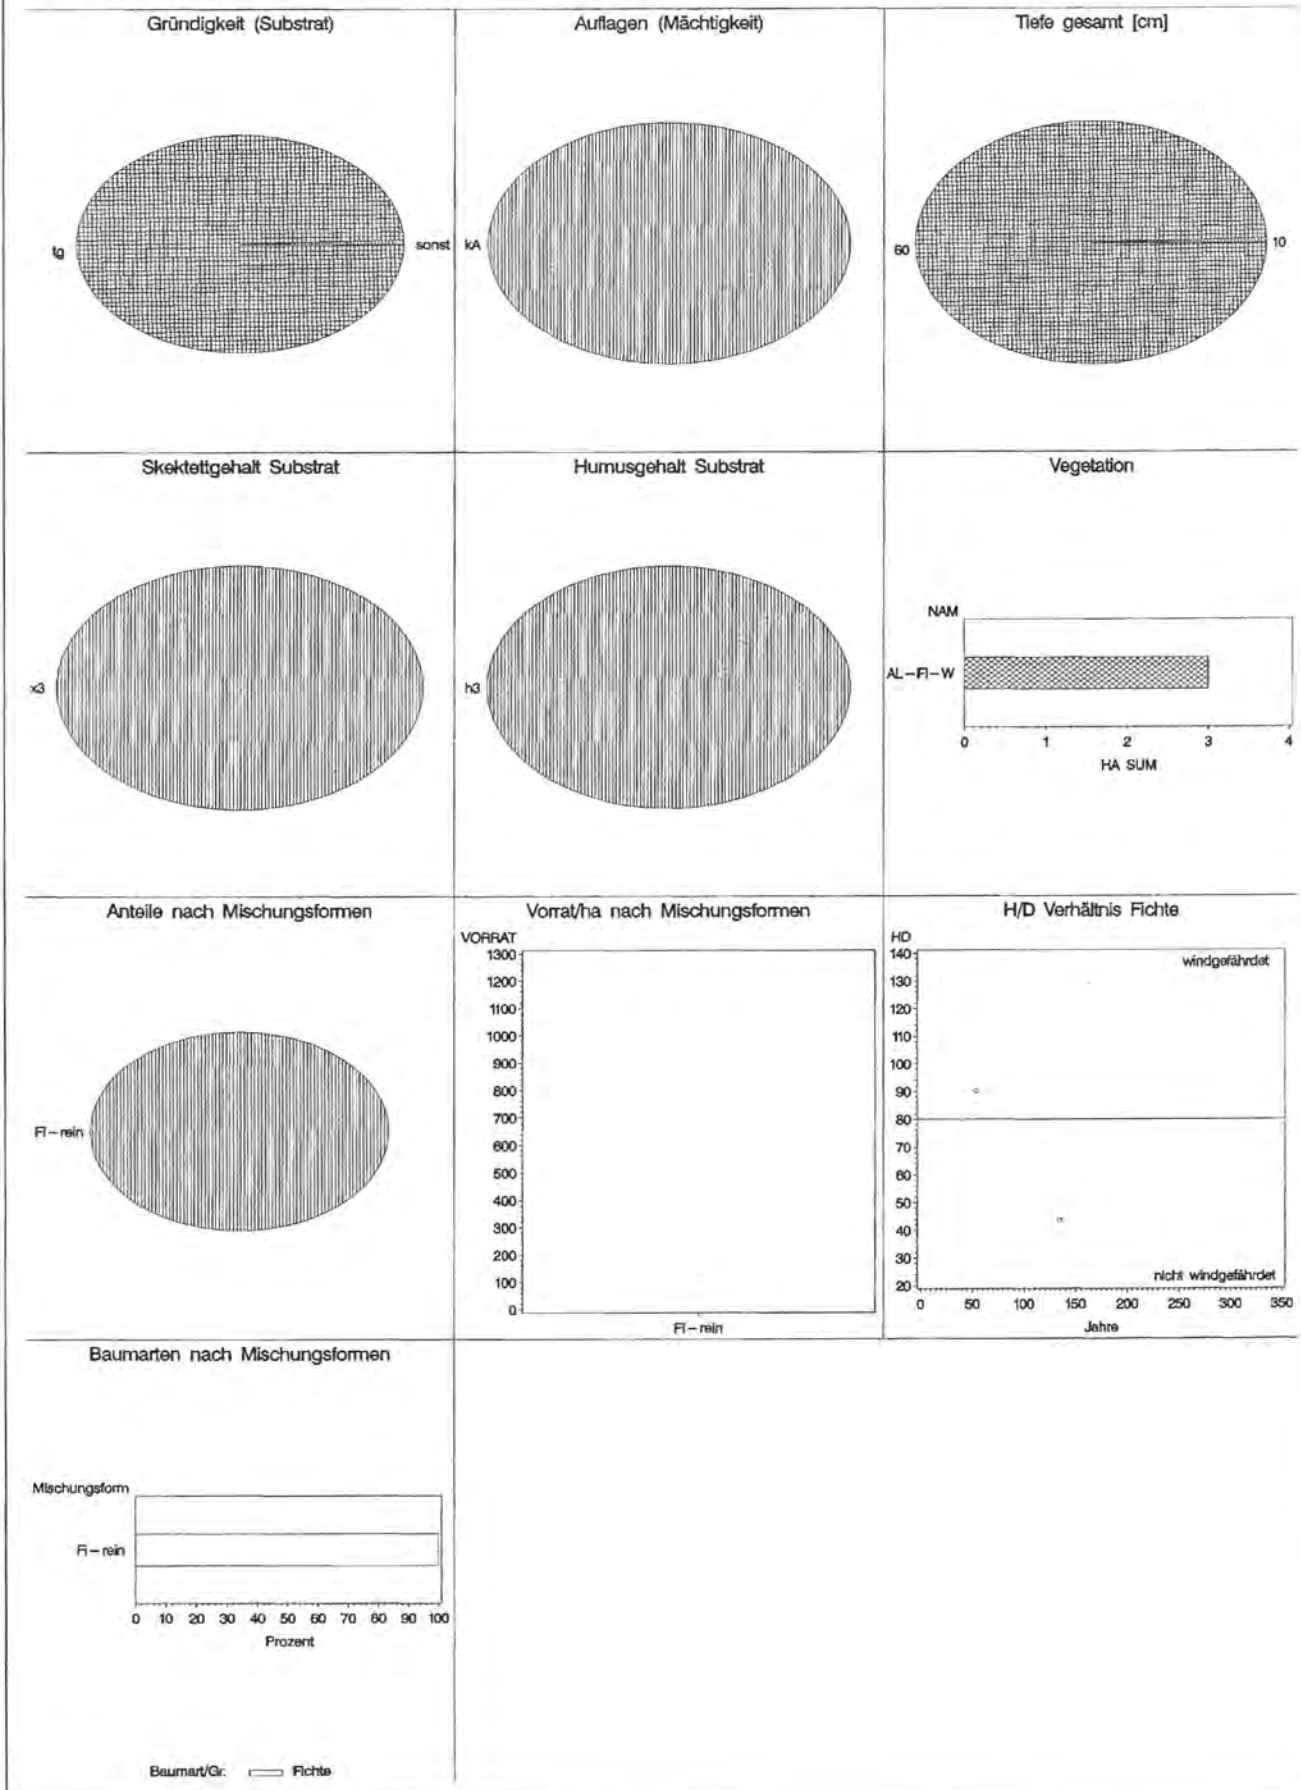 Gründigkeit (Substrat)
Auflagen (Mächtigkeit)
Tiefe gesamt [cm]
tg
sonst
kA
60
10
Skektettgehalt Substrat
Humusgehalt Substrat
Vegetation
x3
h3
NAM
AL-FI-W
0 1 2 3 4
HA SUM
Anteile nach Mischungsformen
Vorrat/ha nach Mischungsformen
H/D Verhältnis Fichte
Fi-rein
VORRAT
1300
1200
1100
1000
900
800
700
600
500
400
300
200
100
0
Fi-rein
HD
140
130
120
110
100
90
80
70
60
50
40
30
20
windgefährdet
nicht windgefährdet
0 50 100 150 200 250 300 350
Jahre
Baumarten nach Mischungsformen
Mischungsform
Fi-rein
0 10 20 30 40 50 60 70 80 90 100
Prozent
Baumart/Gr. Fichte